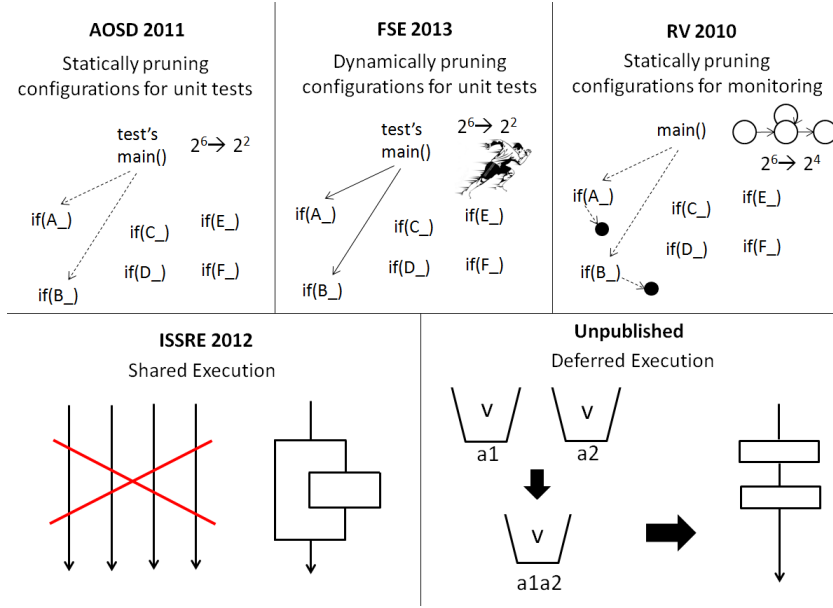 AOSD 2011
Statically pruning
configurations for unit tests
test's
main()
2⁶→ 2²
if(A_)
if(C_)
if(E_)
if(D_)
if(F_)
if(B_)
FSE 2013
Dynamically pruning
configurations for unit tests
test's
main()
2⁶→ 2²
if(A_)
if(C_)
if(E_)
if(D_)
if(F_)
if(B_)
RV 2010
Statically pruning
configurations for monitoring
main()
2⁶→ 2⁴
if(A_)
if(C_)
if(E_)
if(D_)
if(F_)
if(B_)
ISSRE 2012
Shared Execution
Unpublished
Deferred Execution
v
v
a1
a2
v
a1a2